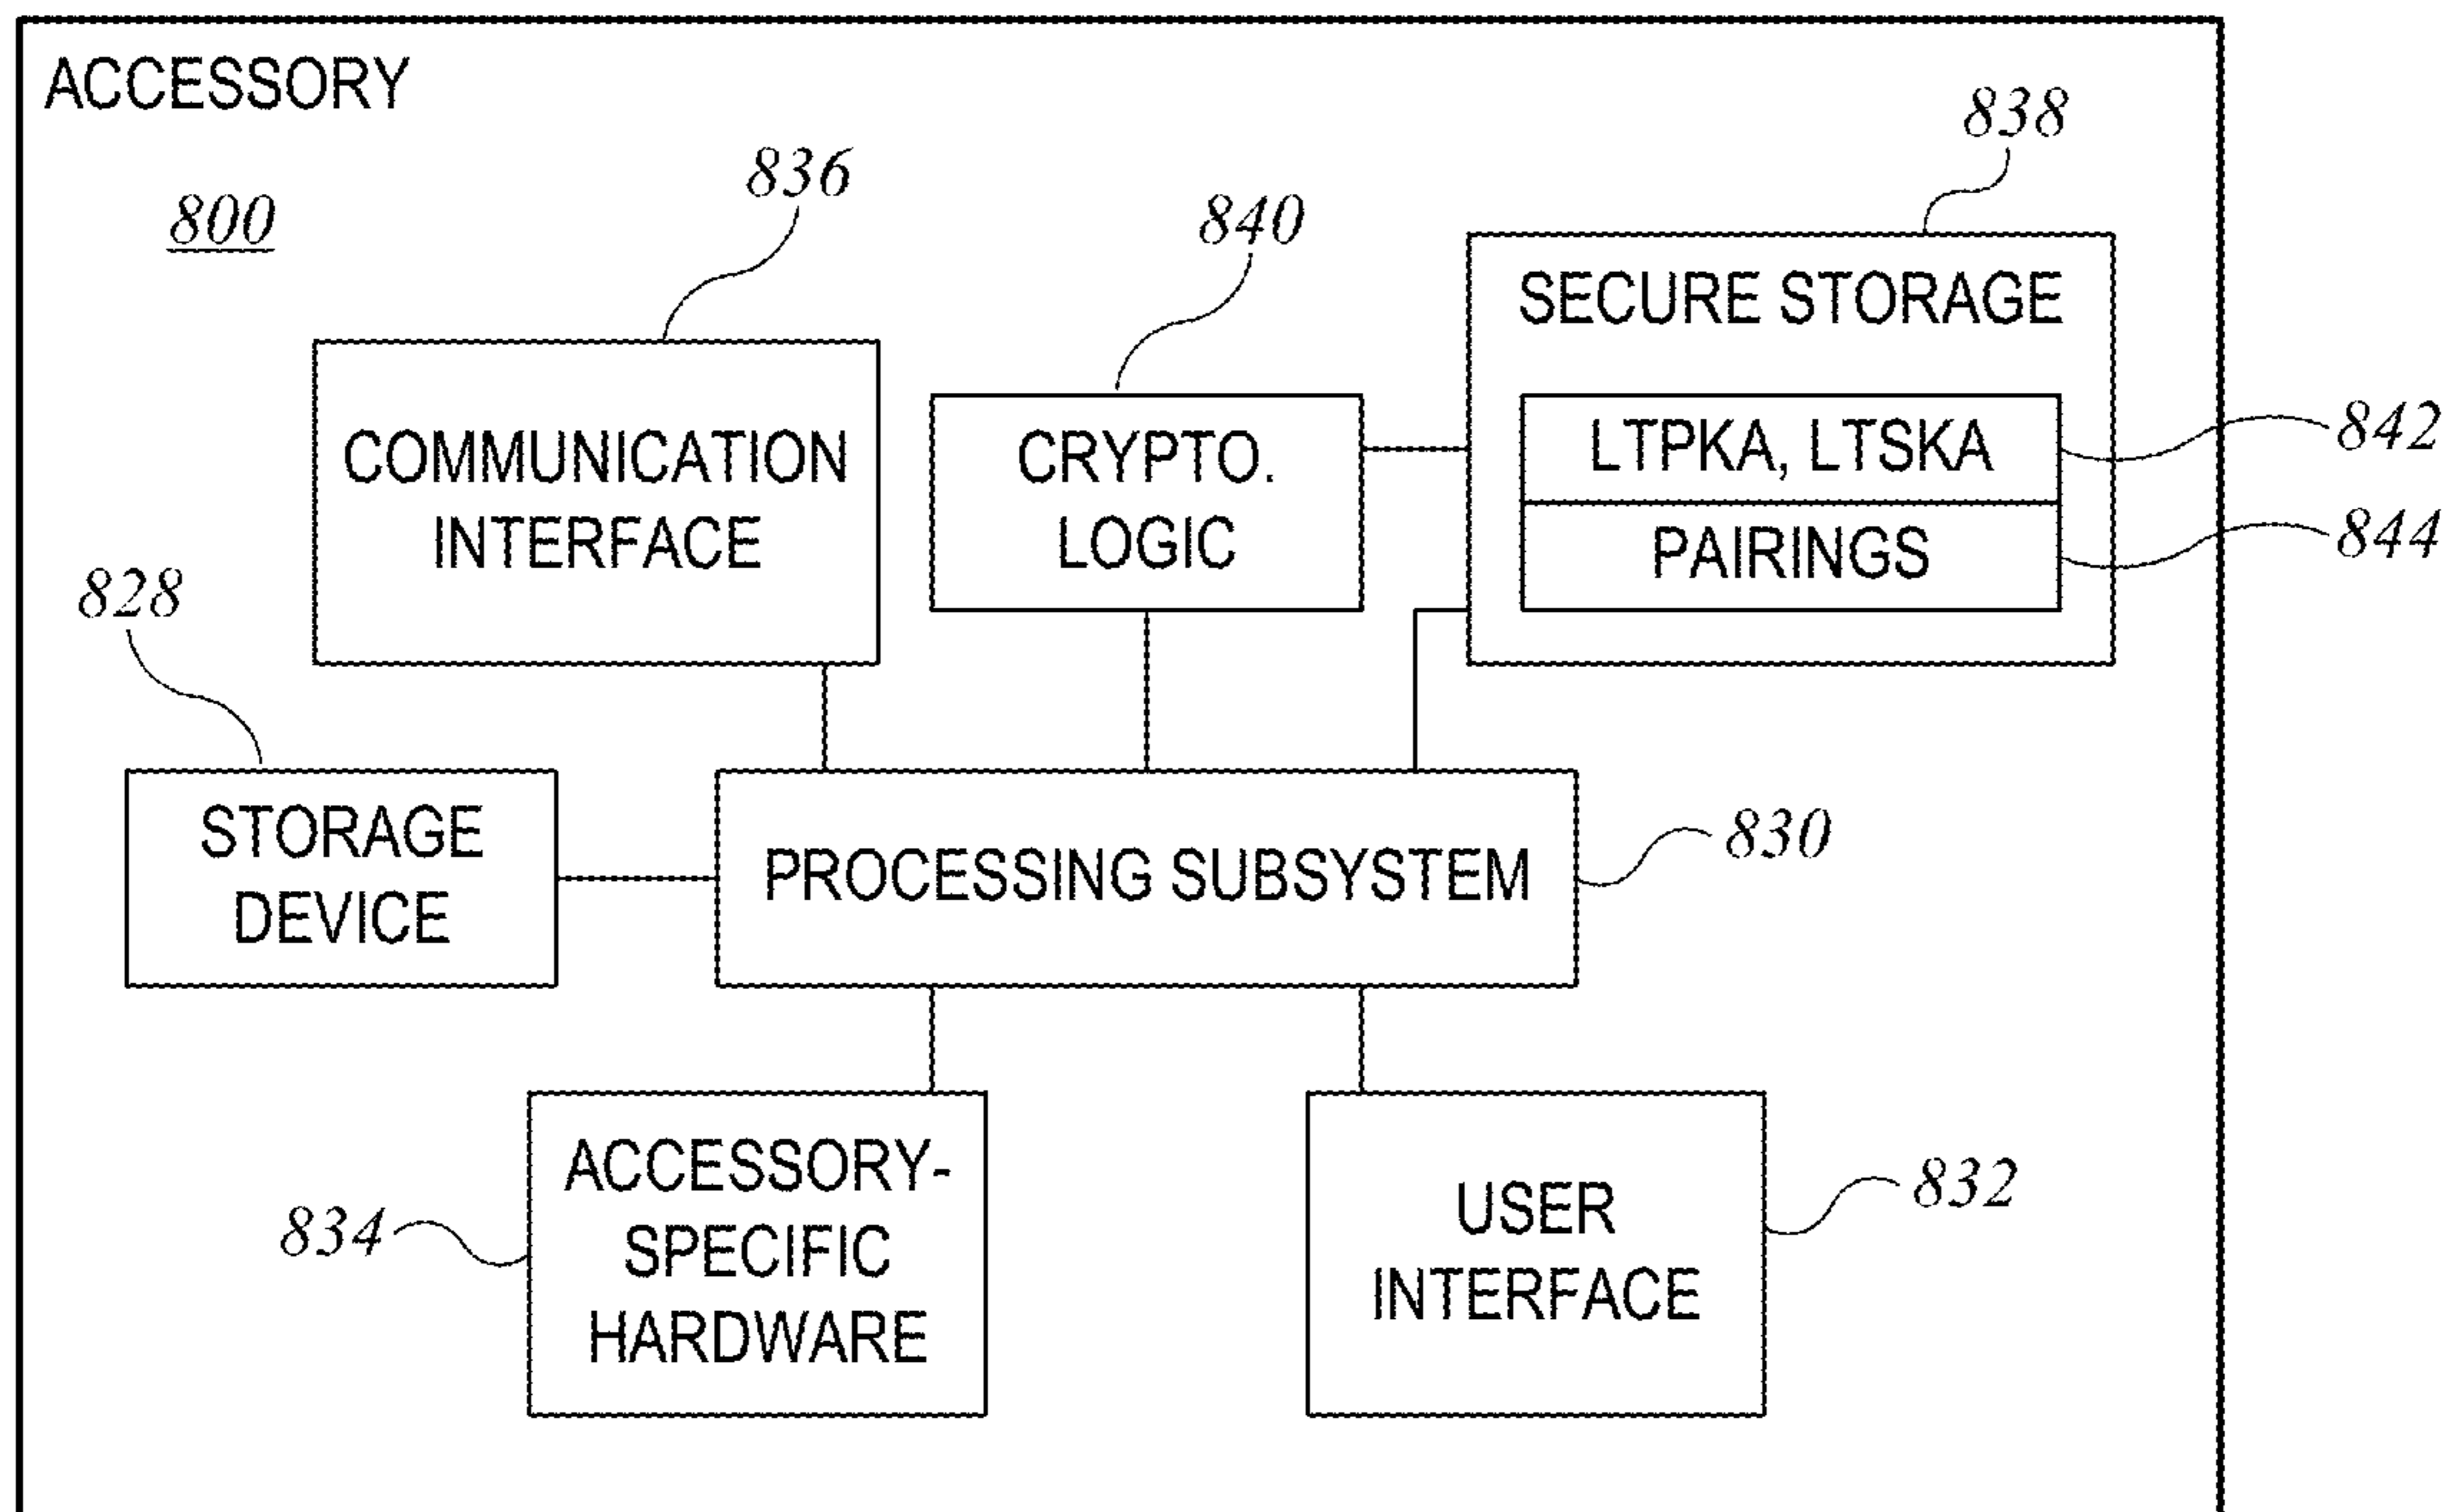 ACCESSORY
800
836
840
838
COMMUNICATION
INTERFACE
CRYPTO.
LOGIC
SECURE STORAGE
LTPKA, LTSKA
842
PAIRINGS
844
828
STORAGE
DEVICE
PROCESSING SUBSYSTEM
830
834
ACCESSORY-
SPECIFIC
HARDWARE
USER
INTERFACE
832